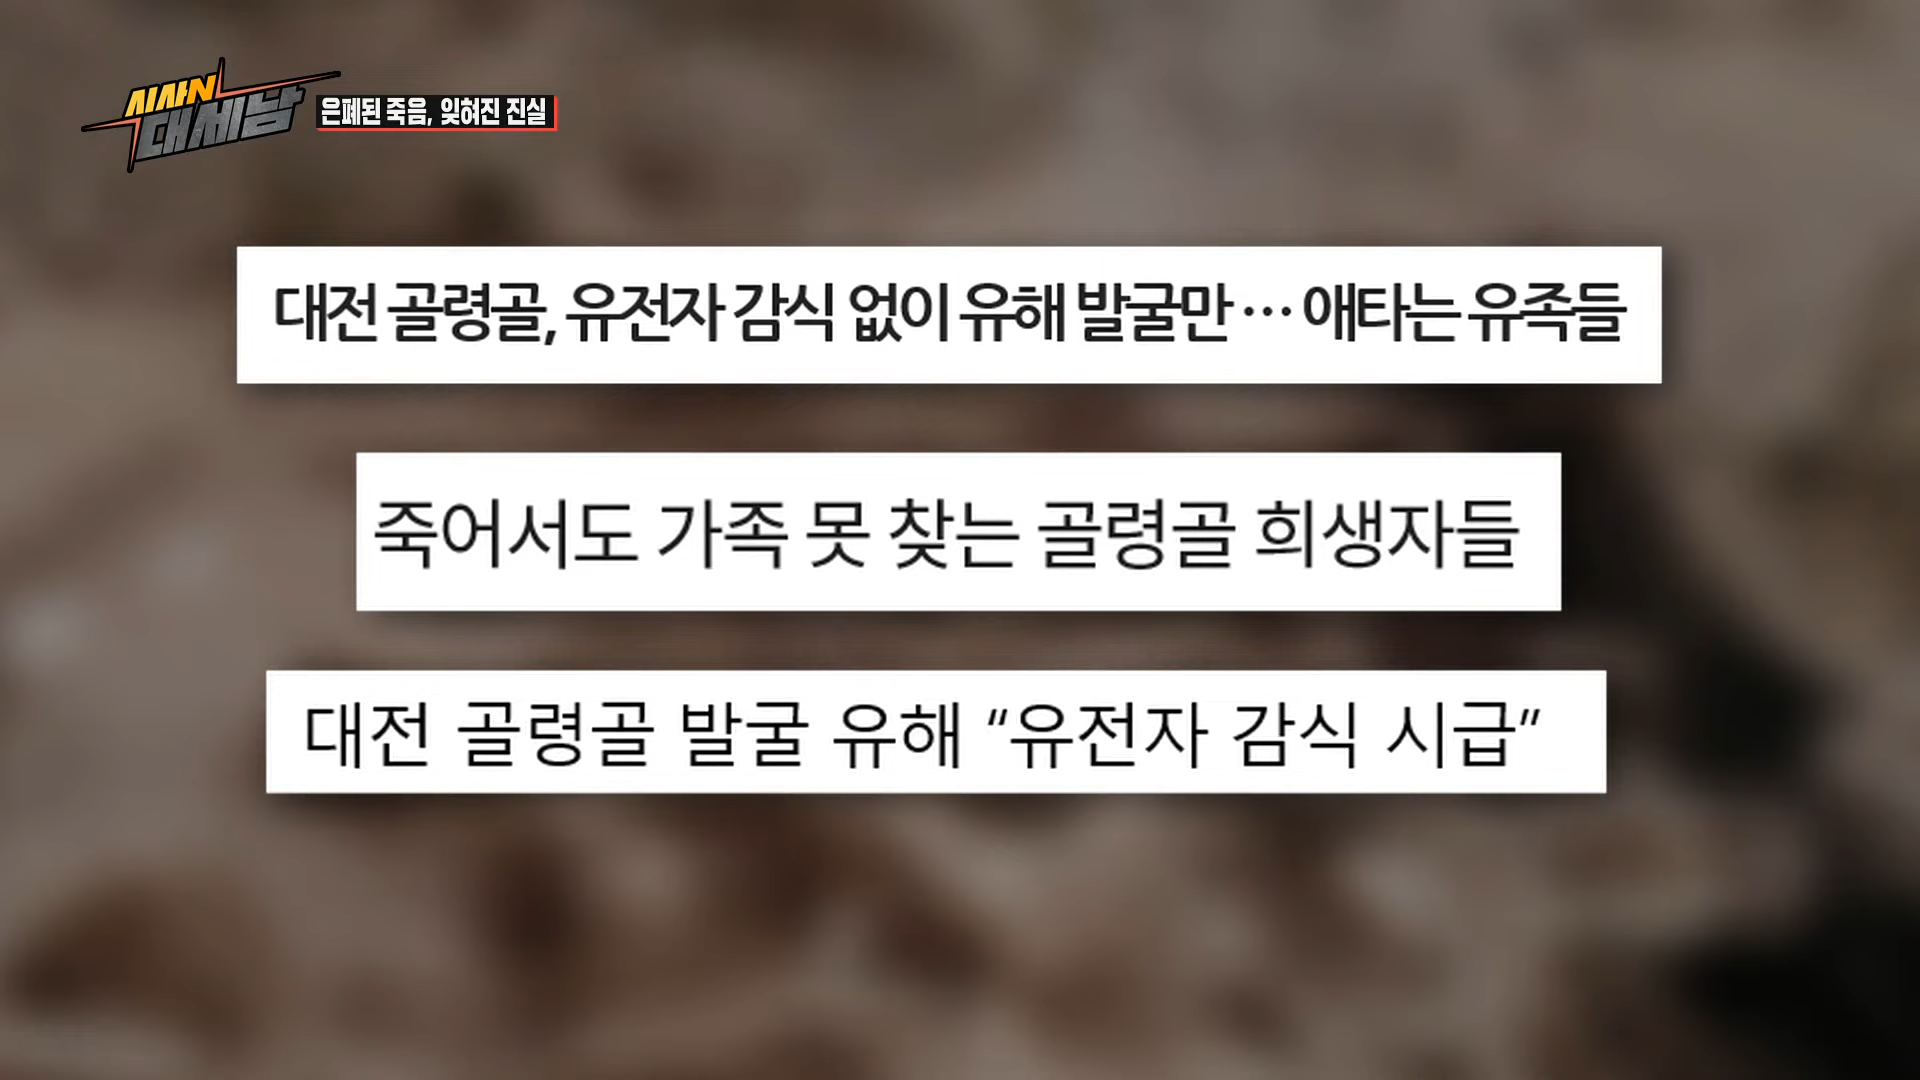 시사N
대세남
은폐된 죽음, 잊혀진 진실
대전 골령골, 유전자 감식 없이 유해 발굴만… 애타는 유족들
죽어서도 가족 못 찾는 골령골 희생자들
대전 골령골 발굴 유해 “유전자 감식 시급”